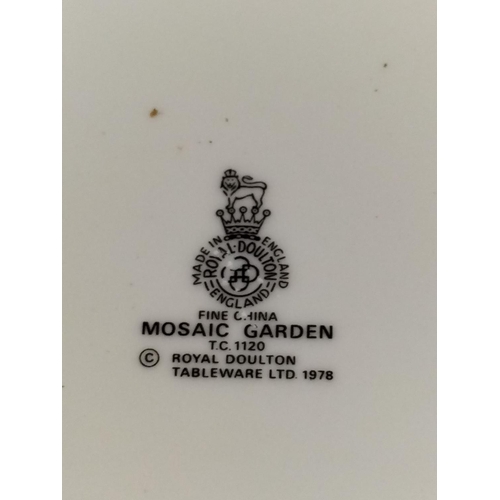 MADE IN ENGLAND
ROYAL-DOULTON
ENGLAND
FINE CHINA
MOSAIC GARDEN
T.C. 1120
© ROYAL DOULTON
TABLEWARE LTD. 1978